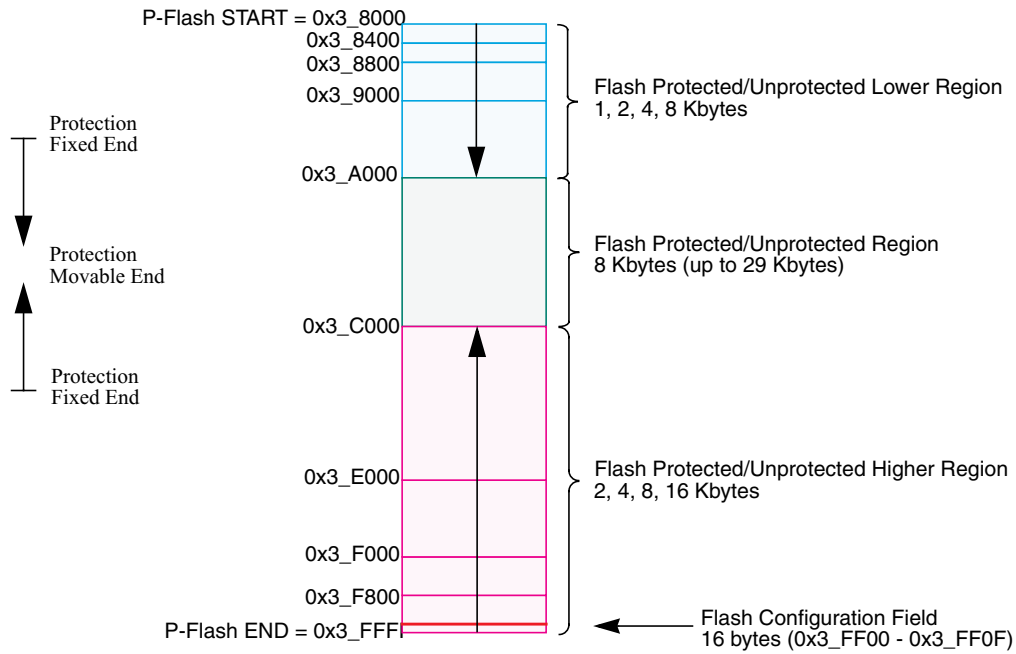 P-Flash START = 0x3_8000
0x3_8400
0x3_8800
0x3_9000
Flash Protected/Unprotected Lower Region
1, 2, 4, 8 Kbytes
Protection
Fixed End
0x3_A000
Protection
Movable End
Flash Protected/Unprotected Region
8 Kbytes (up to 29 Kbytes)
0x3_C000
Protection
Fixed End
0x3_E000
Flash Protected/Unprotected Higher Region
2, 4, 8, 16 Kbytes
0x3_F000
0x3_F800
P-Flash END = 0x3_FFFF
Flash Configuration Field
16 bytes (0x3_FF00 - 0x3_FF0F)